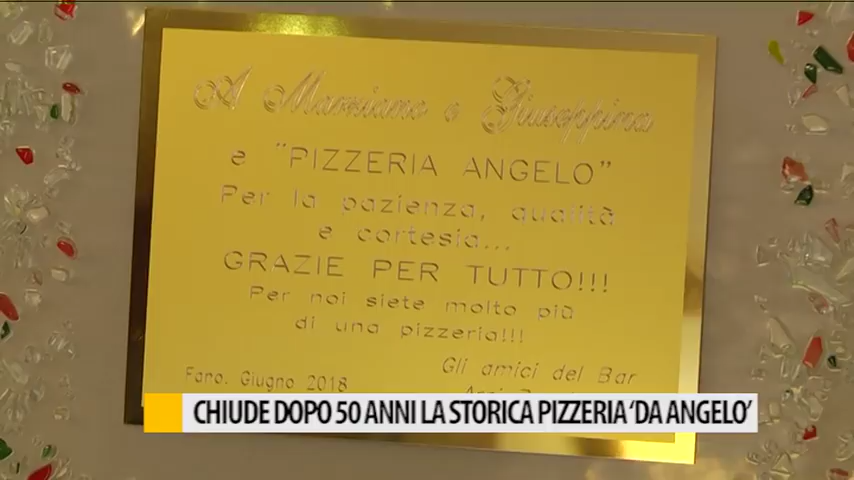 A Massimo e Giuseppina
e "PIZZERIA ANGELO"
Per la pazienza, qualità
e cortesia...
GRAZIE PER TUTTO!!!
Per noi siete molto più
di una pizzeria!!!
Gli amici del Bar
Fano, Giugno 2018
CHIUDE DOPO 50 ANNI LA STORICA PIZZERIA ‘DA ANGELO’